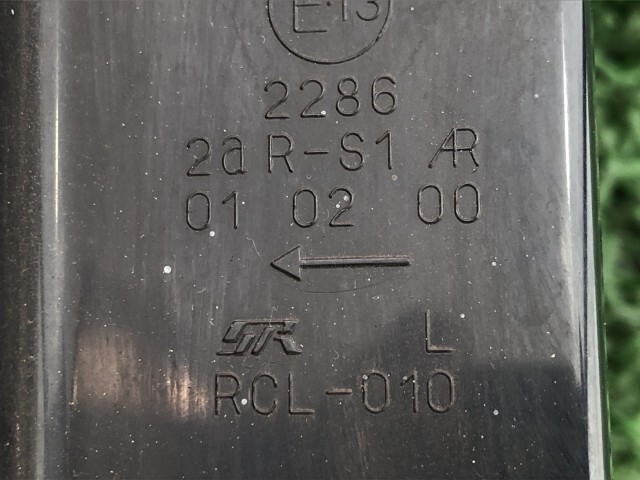 E13
2286
2a R-S1 AR
01 02 00
STR L
RCL-010